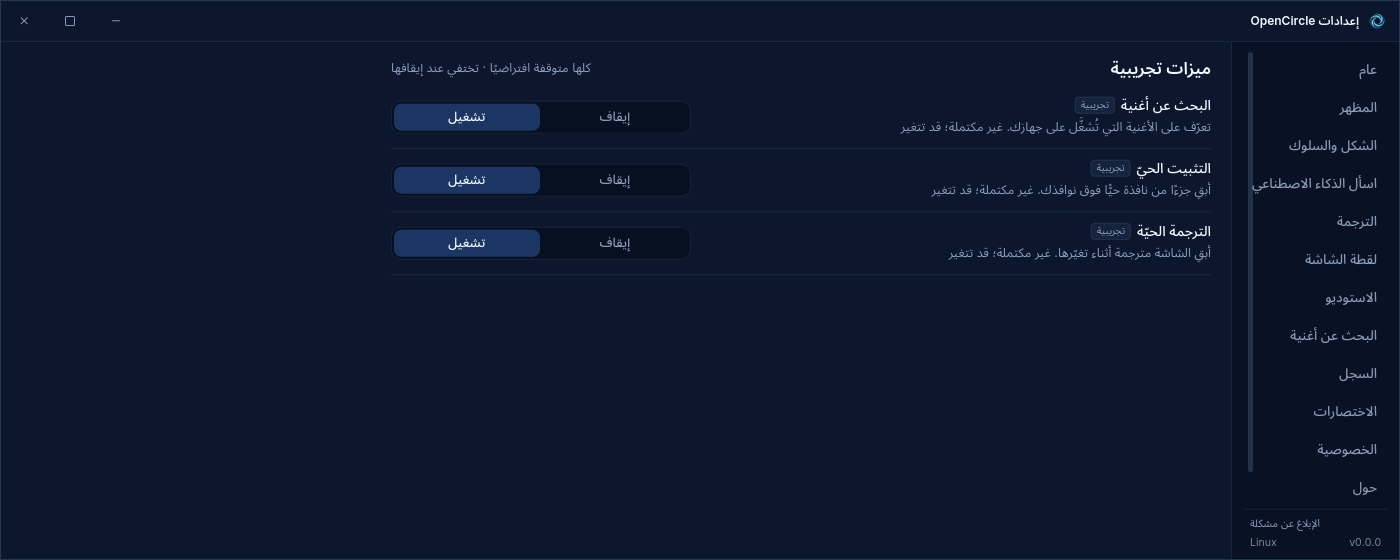 إعدادات OpenCircle
عام
المظهر
الشكل والسلوك
اسأل الذكاء الاصطناعي
الترجمة
لقطة الشاشة
الاستوديو
البحث عن أغنية
السجل
الاختصارات
الخصوصية
حول
الإبلاغ عن مشكلة
v0.0.0 Linux
ميزات تجريبية
كلها متوقفة افتراضيًا · تختفي عند إيقافها
البحث عن أغنية تجريبية
تعرّف على الأغنية التي تُشغَّل على جهازك. غير مكتملة؛ قد تتغير
إيقاف تشغيل
التثبيت الحيّ تجريبية
أبقِ جزءًا من نافذة حيًّا فوق نوافذك. غير مكتملة؛ قد تتغير
إيقاف تشغيل
الترجمة الحيّة تجريبية
أبقِ الشاشة مترجمة أثناء تغيّرها. غير مكتملة؛ قد تتغير
إيقاف تشغيل